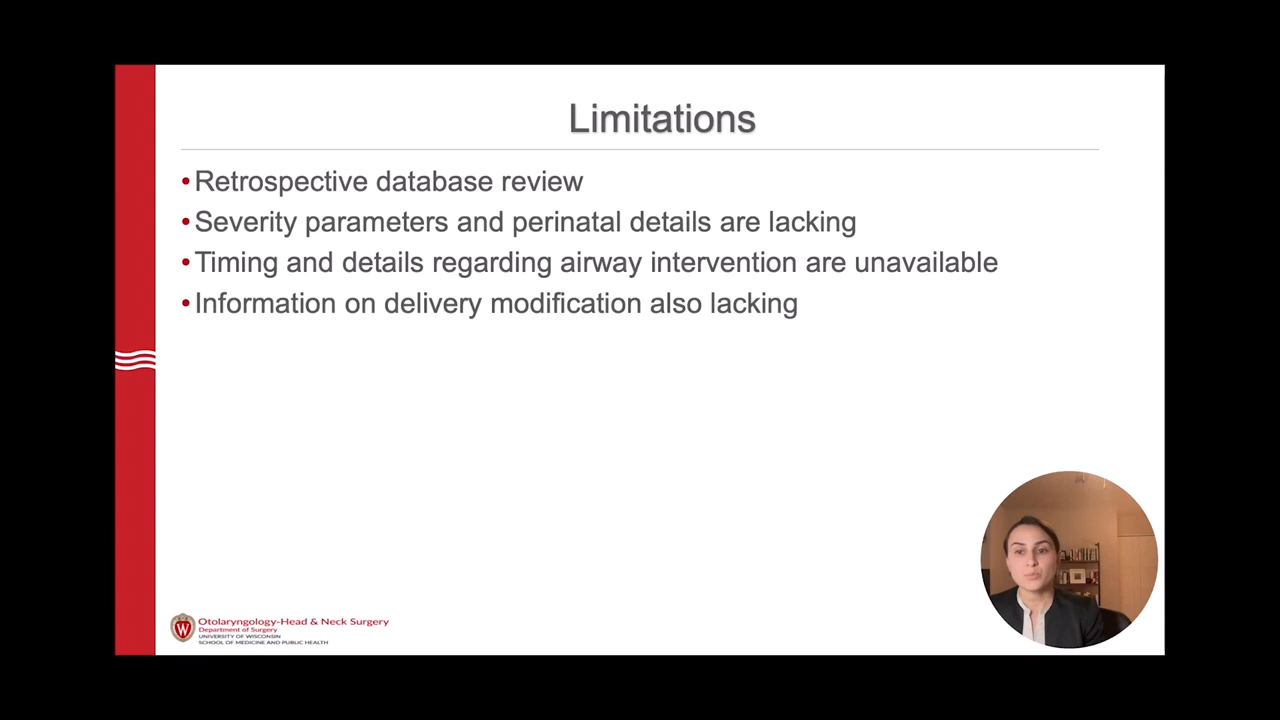 Limitations
•Retrospective database review
•Severity parameters and perinatal details are lacking
•Timing and details regarding airway intervention are unavailable
•Information on delivery modification also lacking
W
Otolaryngology-Head & Neck Surgery
Department of Surgery
UNIVERSITY OF WISCONSIN
SCHOOL OF MEDICINE AND PUBLIC HEALTH